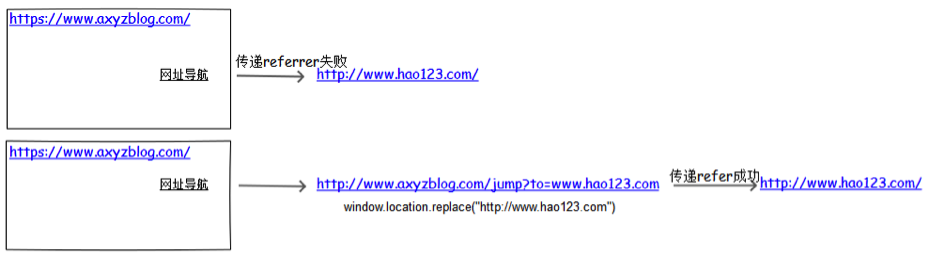 https://www.axyzblog.com/
网址导航
传递referrer失败
http://www.hao123.com/
https://www.axyzblog.com/
网址导航
http://www.axyzblog.com/jump?to=www.hao123.com
window.location.replace("http://www.hao123.com")
传递refer成功
http://www.hao123.com/